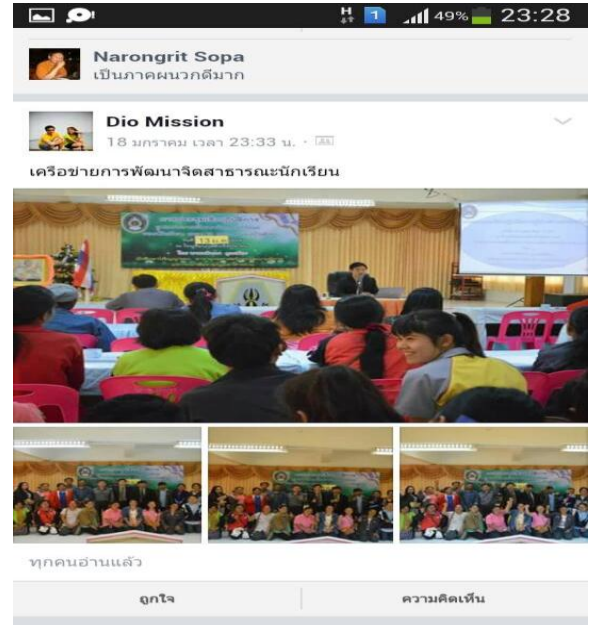 H 1 49% 23:28
Narongrit Sopa
เป็นภาคผนวกดีมาก
Dio Mission
18 มกราคม เวลา 23:33 น. ·
เครือข่ายการพัฒนาจิตสาธารณะนักเรียน
ทุกคนอ่านแล้ว
ถูกใจ
ความคิดเห็น